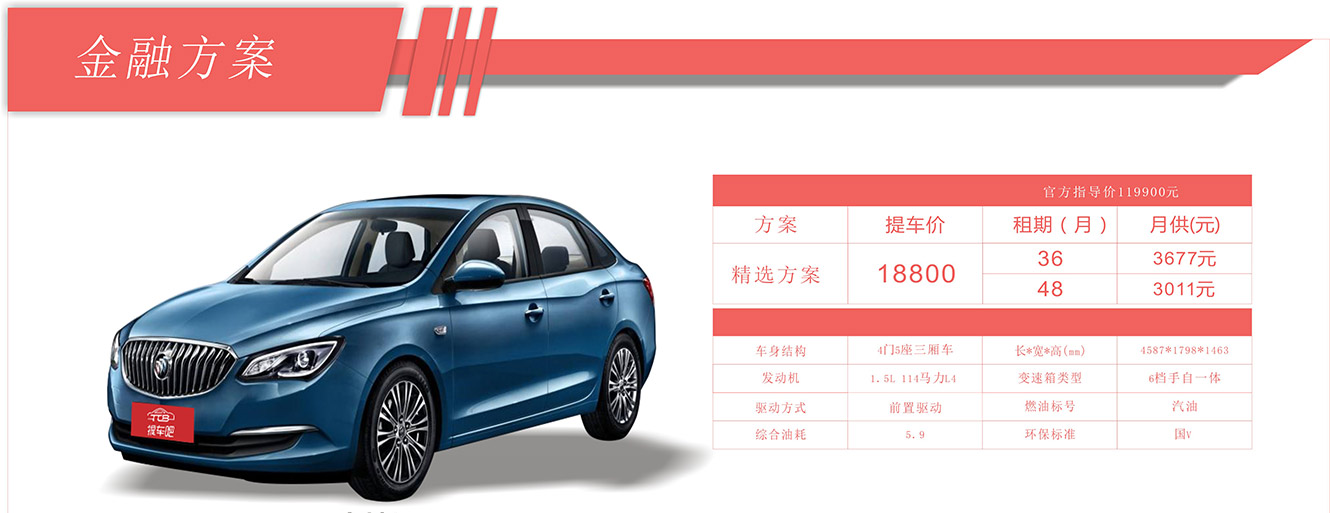 金融方案
官方指导价119900元
方案 提车价 租期（月） 月供(元)
精选方案 18800 36 3677元
48 3011元
车身结构 4门5座三厢车 长*宽*高(mm) 4587*1798*1463
发动机 1.5L 114马力L4 变速箱类型 6档手自一体
驱动方式 前置驱动 燃油标号 汽油
综合油耗 5.9 环保标准 国V
TCB
提车吧